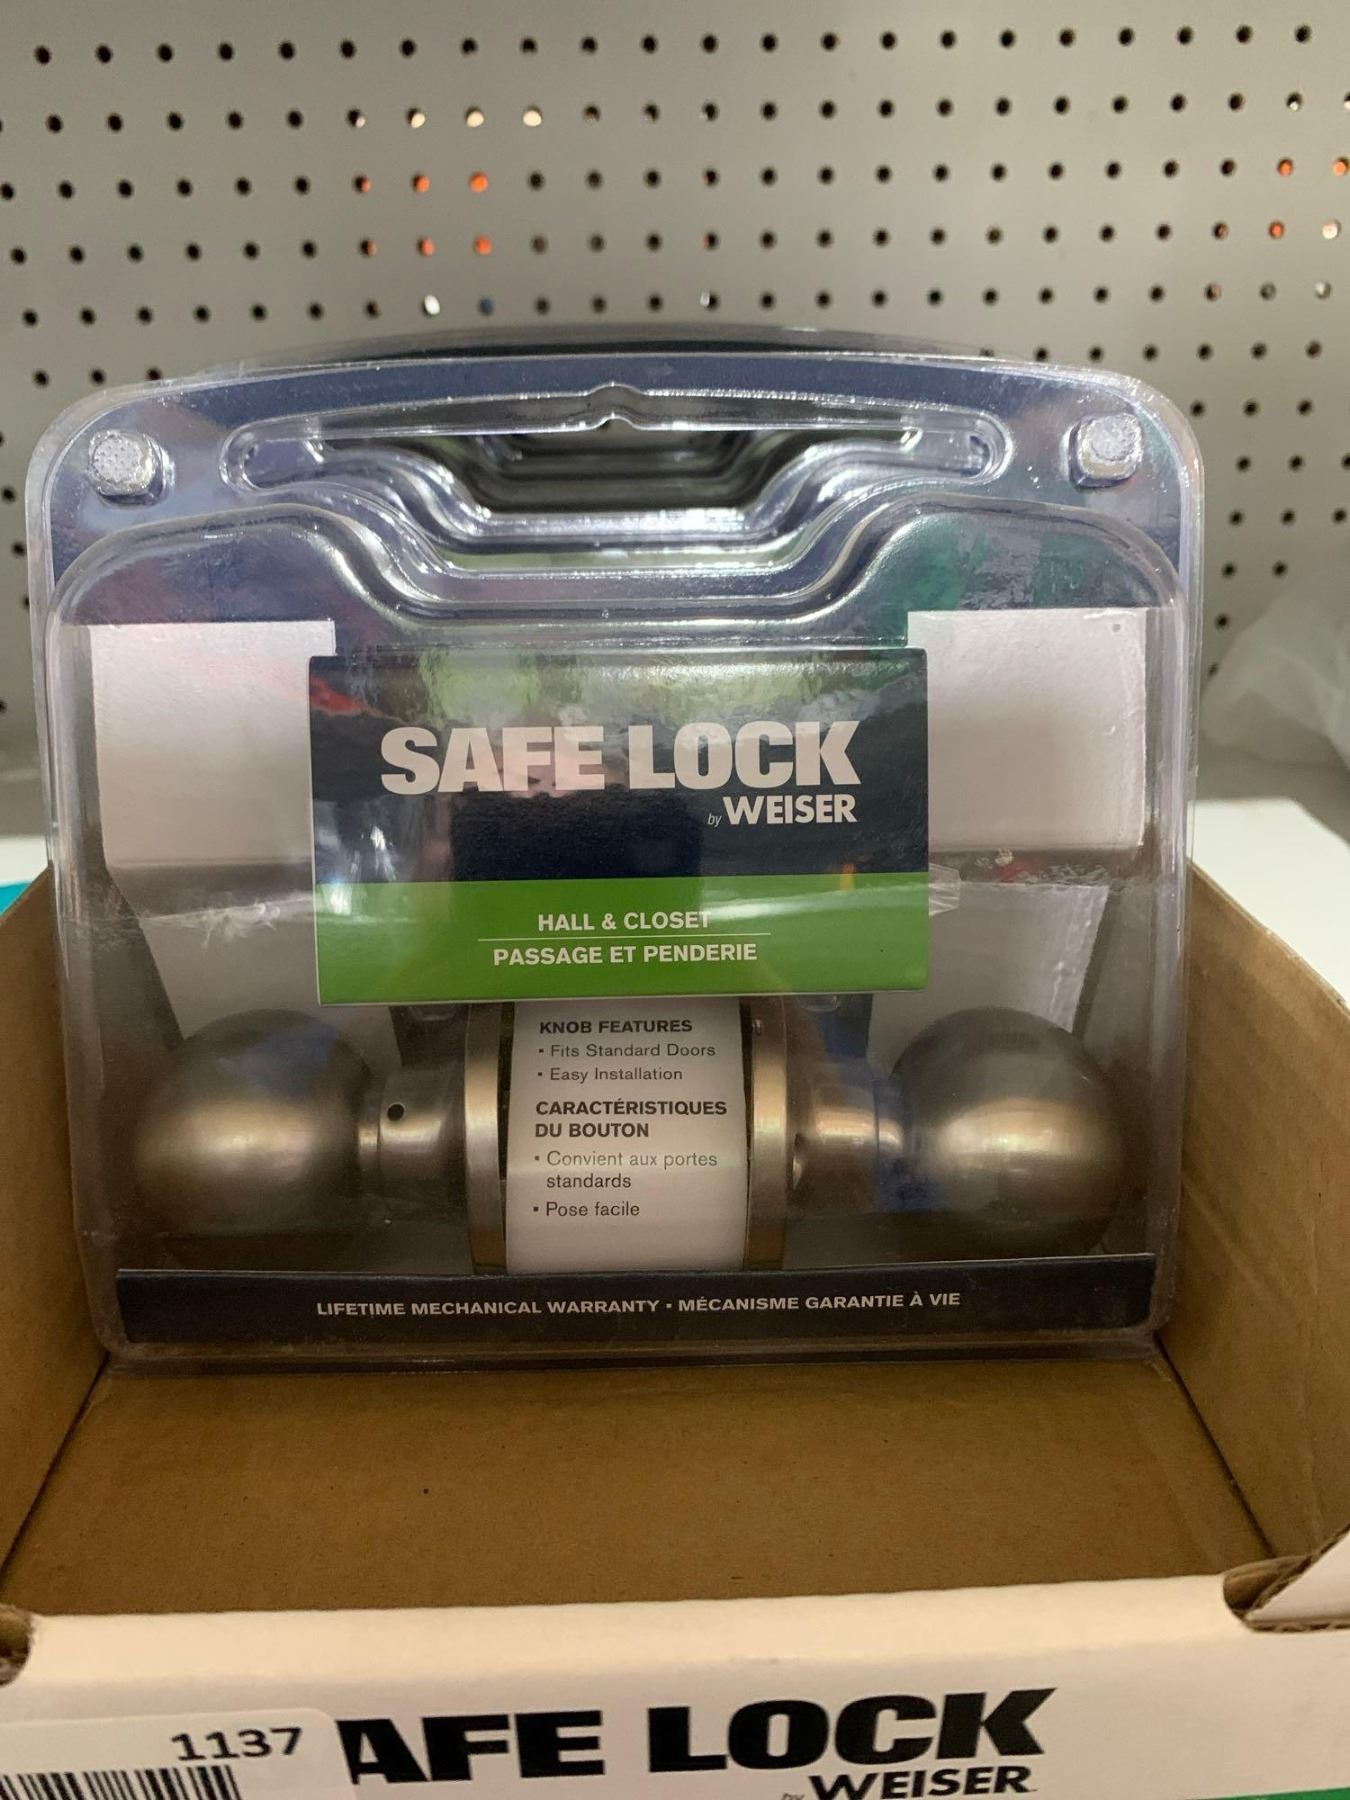 SAFE LOCK
by WEISER
HALL & CLOSET
PASSAGE ET PENDERIE
KNOB FEATURES
▪ Fits Standard Doors
▪ Easy Installation
CARACTÉRISTIQUES
DU BOUTON
▪ Convient aux portes
standards
▪ Pose facile
LIFETIME MECHANICAL WARRANTY ▪ MÉCANISME GARANTIE À VIE
1137
AFE LOCK
by WEISER